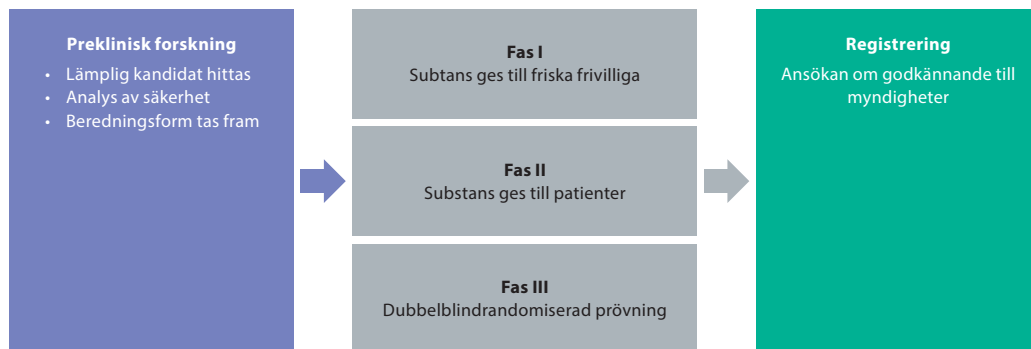 Preklinisk forskning
• Lämplig kandidat hittas
• Analys av säkerhet
• Beredningsform tas fram
Fas I
Subtans ges till friska frivilliga
Fas II
Substans ges till patienter
Fas III
Dubbelblindrandomiserad prövning
Registrering
Ansökan om godkännande till
myndigheter